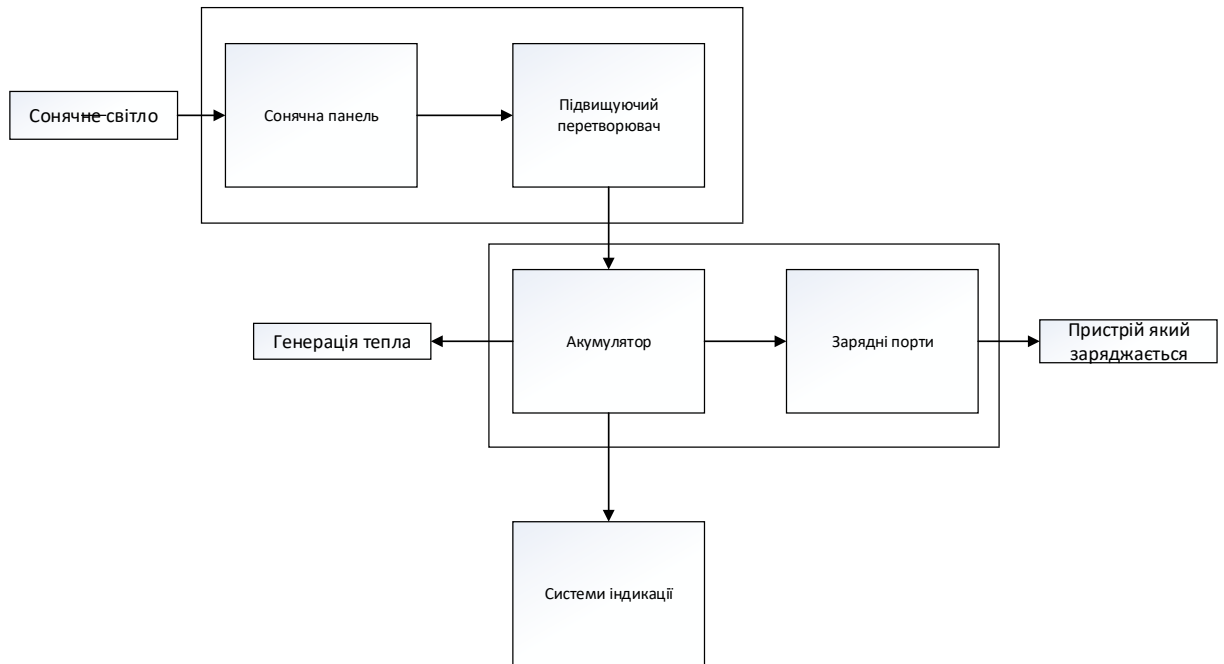 Сонячне світло
Сонячна панель
Підвищуючий
перетворювач
Генерація тепла
Акумулятор
Зарядні порти
Пристрій який
заряджається
Системи індикації